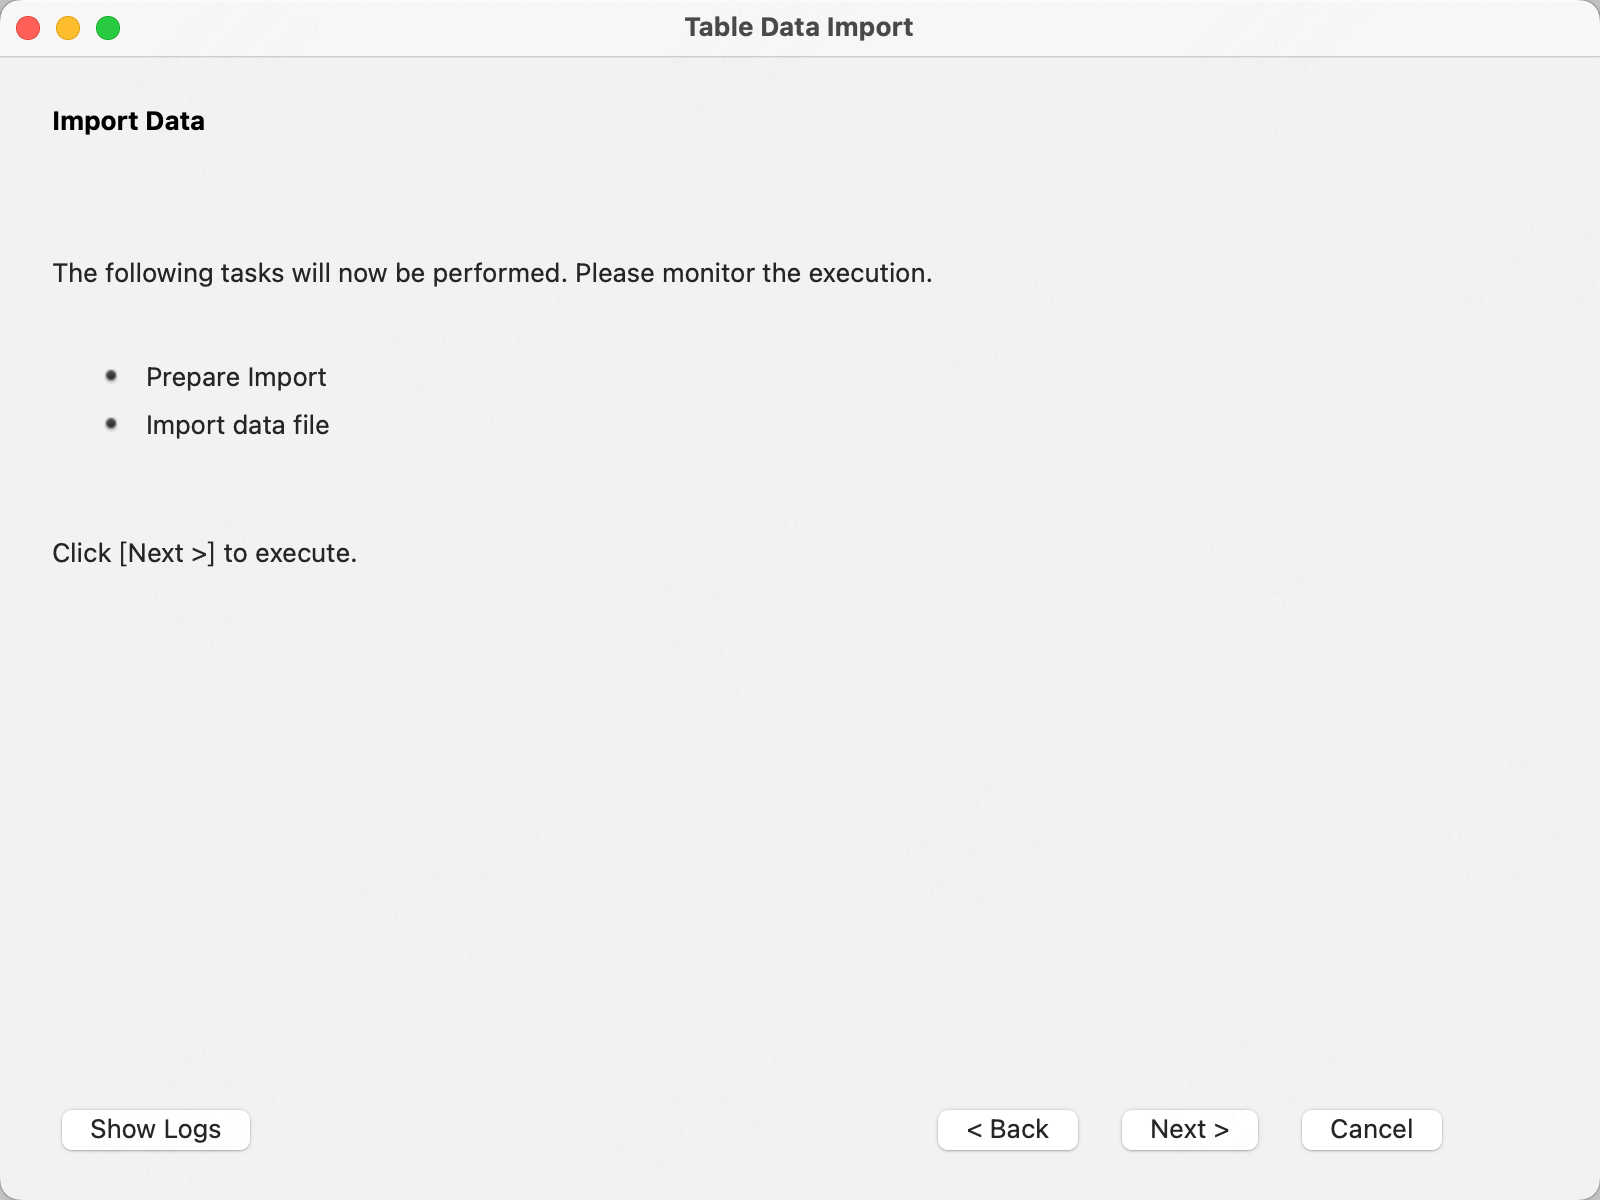 Table Data Import
Import Data
The following tasks will now be performed. Please monitor the execution.
Prepare Import
Import data file
Click [Next >] to execute.
Show Logs
< Back
Next >
Cancel